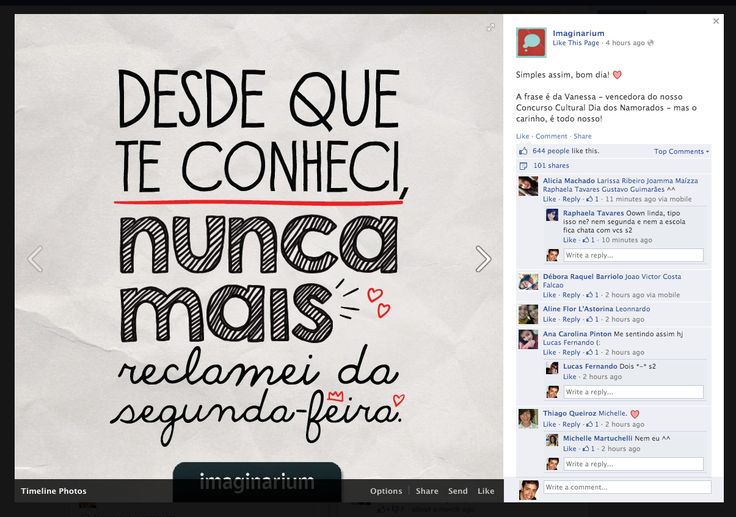 DESDE QUE
TE CONHECI,
nunca
mais
reclamei da
segunda-feira.
imaginarium
Timeline Photos
Options
Share
Send
Like
Imaginarium
Like This Page · 4 hours ago
Simples assim, bom dia!
A frase é da Vanessa – vencedora do nosso
Concurso Cultural Dia dos Namorados – mas o
carinho, é todo nosso!
Like · Comment · Share
644 people like this.
Top Comments
101 shares
Alicia Machado Larissa Ribeiro Joamma Maízza
Raphaela Tavares Gustavo Guimarães ^^
Like · Reply · 1 · 11 minutes ago via mobile
Raphaela Tavares Oown linda, tipo
isso ne? nem segunda e nem a escola
fica chata com vcs s2
Like · 1 · 10 minutes ago
Write a reply...
Débora Raquel Barriolo Joao Victor Costa
Falcao
Like · Reply · 1 · 2 hours ago via mobile
Aline Flor L'Astorina Leonnardo
Like · Reply · 1 · 2 hours ago
Ana Carolina Pinton Me sentindo assim hj
Lucas Fernando (:
Like · Reply · 1 · 2 hours ago
Lucas Fernando Dois *-* s2
Like · 2 hours ago
Write a reply...
Thiago Queiroz Michelle.
Like · Reply · 1 · 2 hours ago
Michelle Martuchelli Nem eu ^^
Like · 1 · 2 hours ago
Write a reply...
Write a comment...